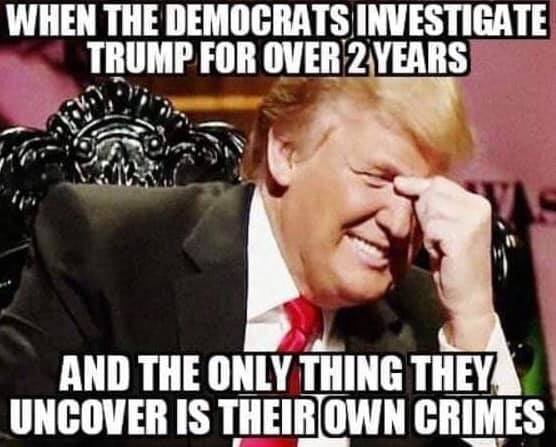 WHEN THE DEMOCRATS INVESTIGATE
TRUMP FOR OVER 2 YEARS
AND THE ONLY THING THEY
UNCOVER IS THEIR OWN CRIMES